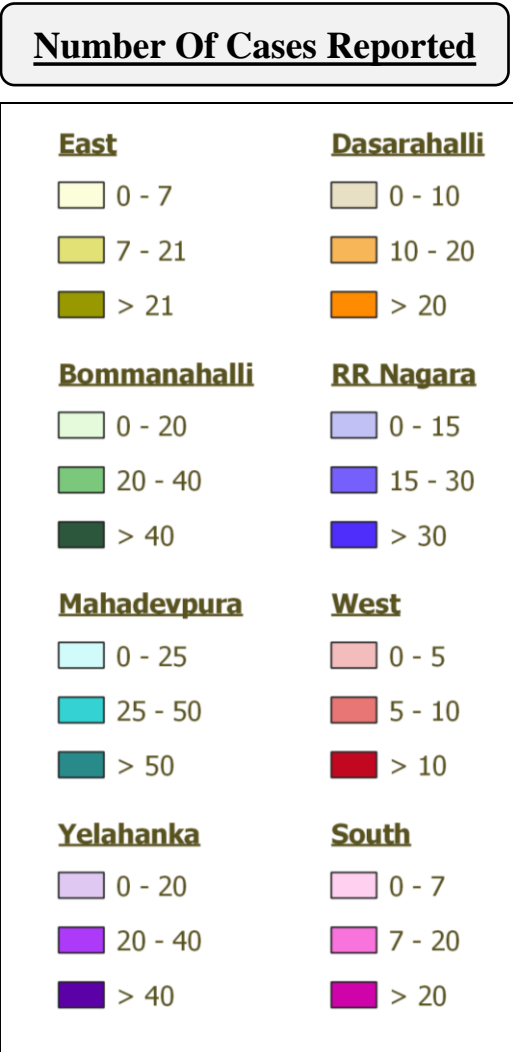 Number Of Cases Reported
East
0 - 7
7 - 21
> 21
Dasarahalli
0 - 10
10 - 20
> 20
Bommanahalli
0 - 20
20 - 40
> 40
RR Nagara
0 - 15
15 - 30
> 30
Mahadevpura
0 - 25
25 - 50
> 50
West
0 - 5
5 - 10
> 10
Yelahanka
0 - 20
20 - 40
> 40
South
0 - 7
7 - 20
> 20